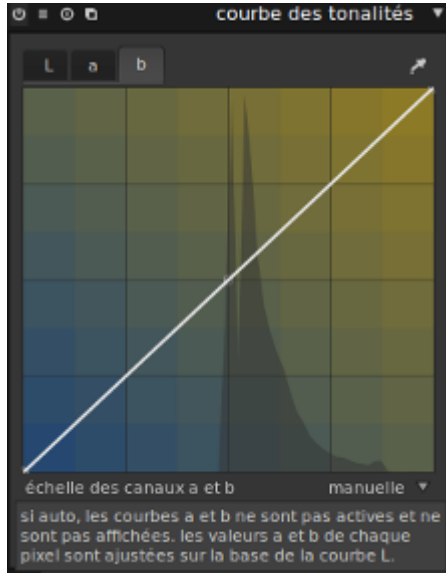 courbe des tonalités
L a b
échelle des canaux a et b manuelle
si auto, les courbes a et b ne sont pas actives et ne
sont pas affichées. les valeurs a et b de chaque
pixel sont ajustées sur la base de la courbe L.